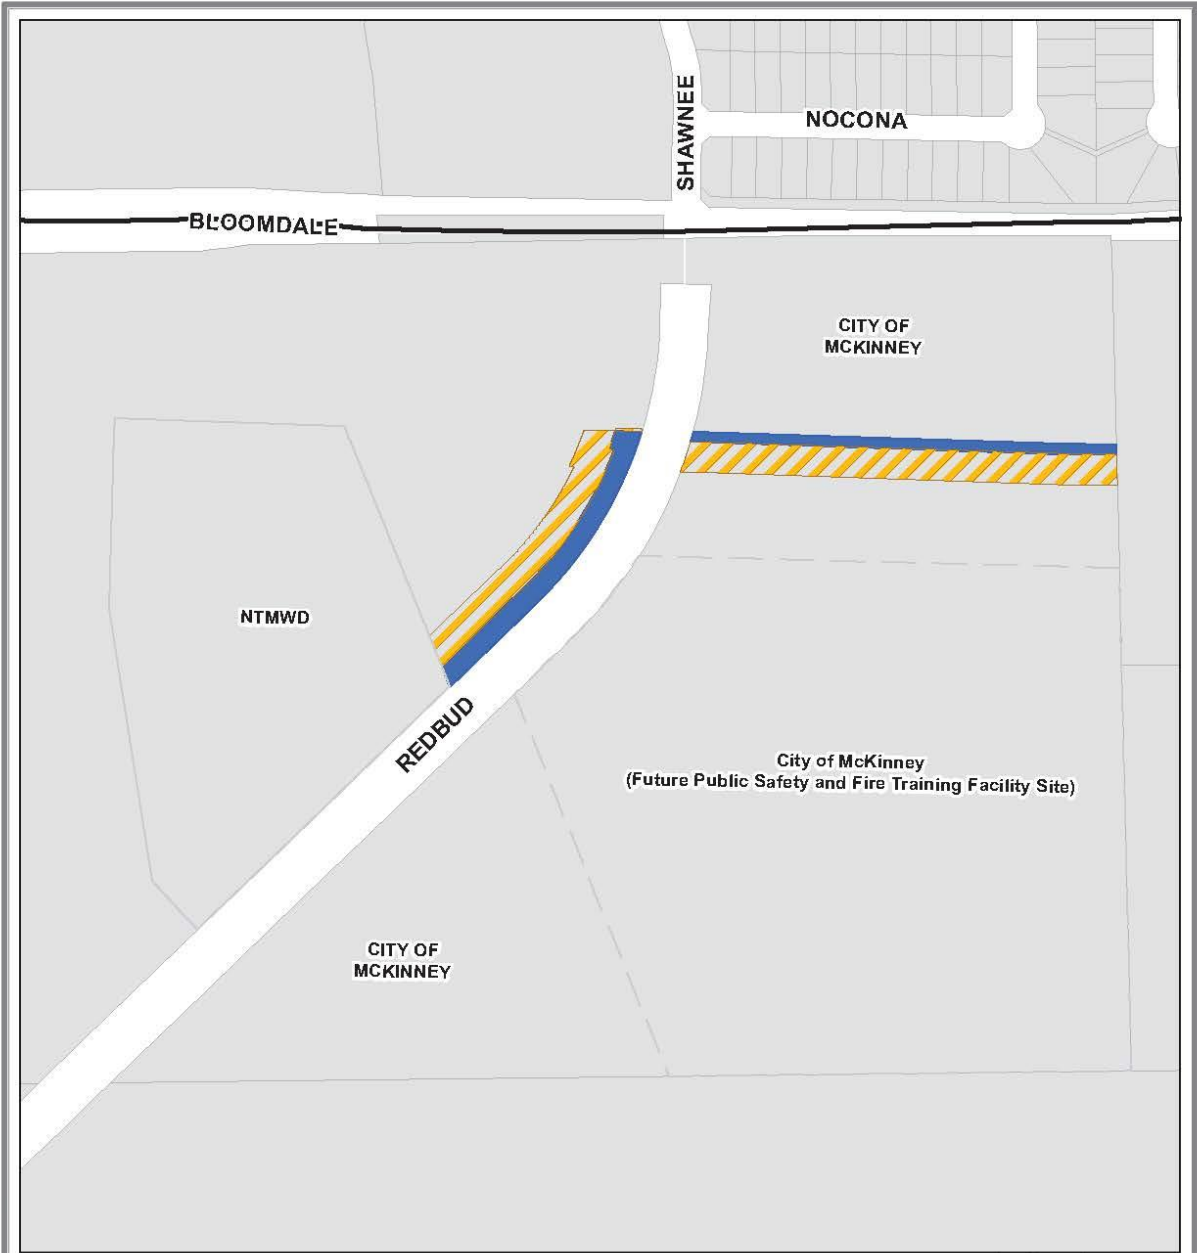 SHAWNEE
NOCONA
BLOOMDALE
CITY OF
MCKINNEY
NTMWD
REDBUD
City of McKinney
(Future Public Safety and Fire Training Facility Site)
CITY OF
MCKINNEY